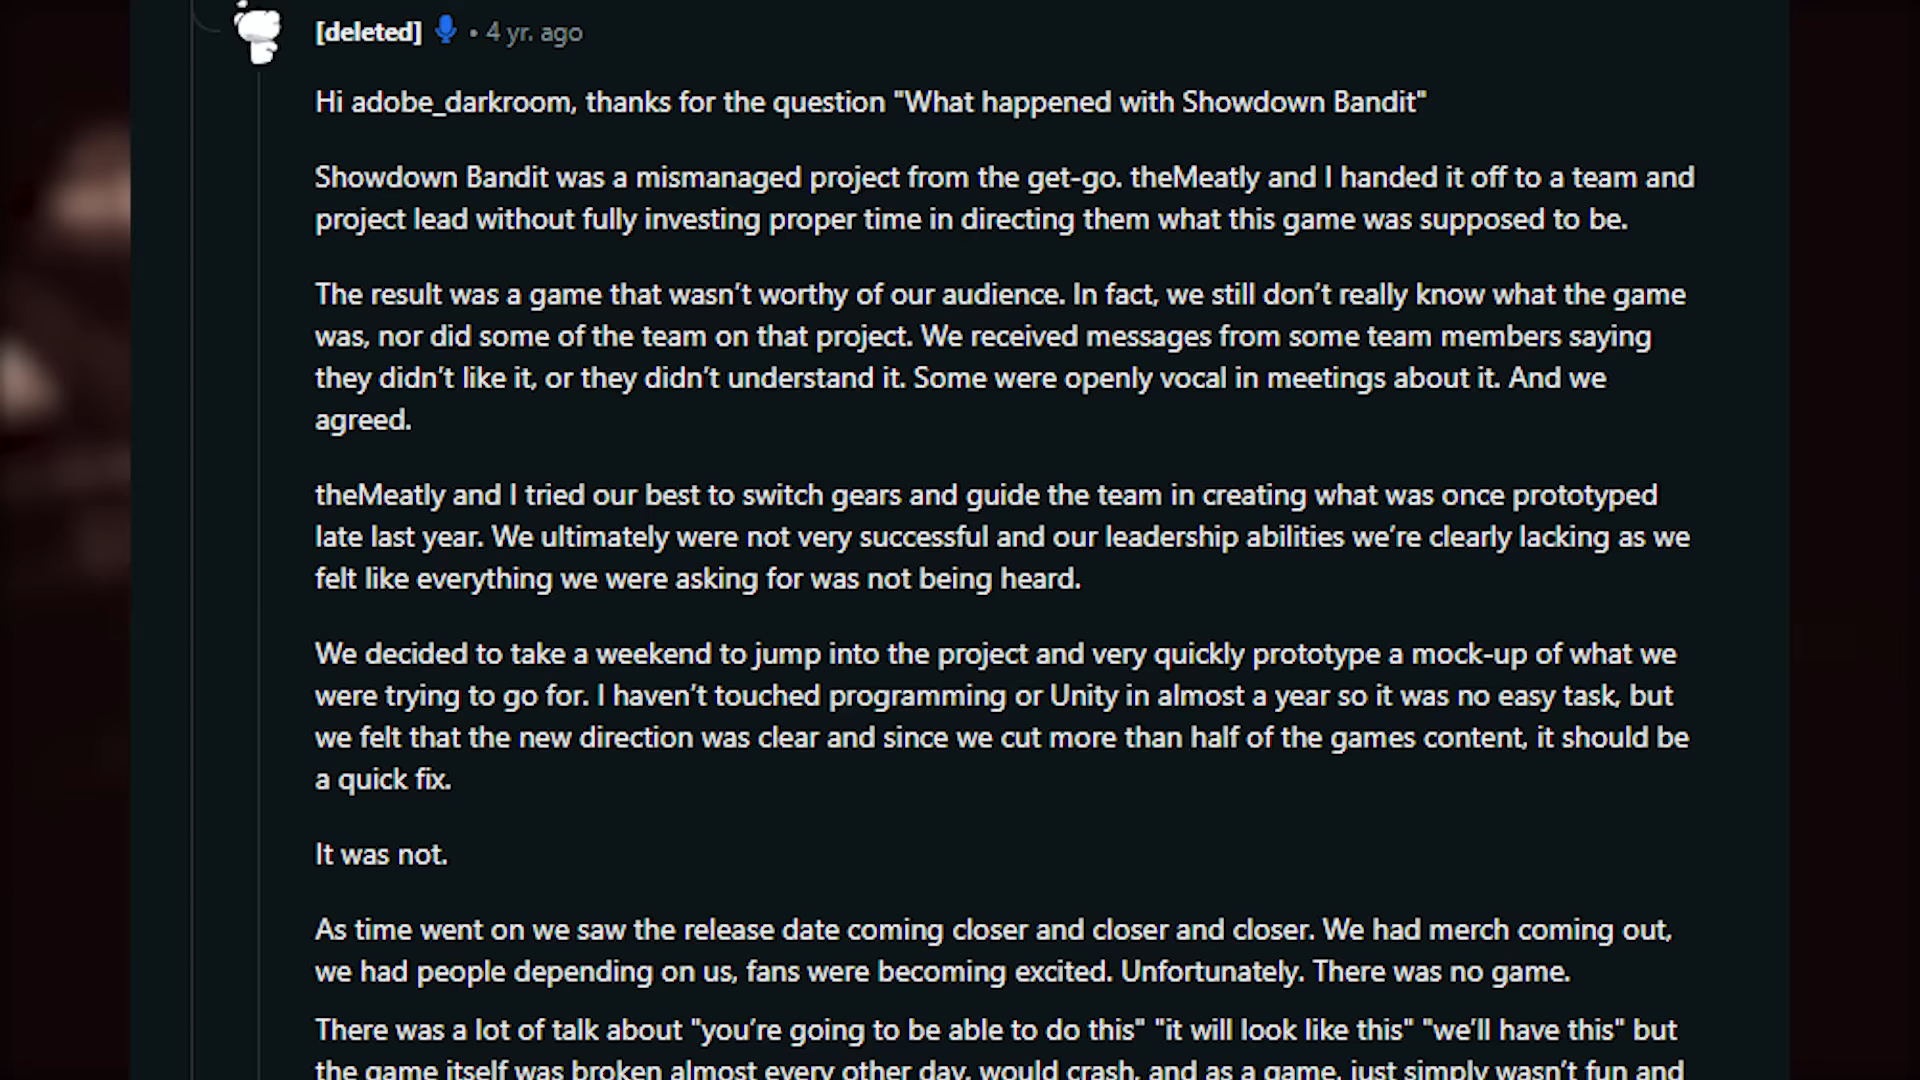 [deleted] • 4 yr. ago
Hi adobe_darkroom, thanks for the question "What happened with Showdown Bandit"
Showdown Bandit was a mismanaged project from the get-go. theMeatly and I handed it off to a team and
project lead without fully investing proper time in directing them what this game was supposed to be.
The result was a game that wasn’t worthy of our audience. In fact, we still don’t really know what the game
was, nor did some of the team on that project. We received messages from some team members saying
they didn’t like it, or they didn’t understand it. Some were openly vocal in meetings about it. And we
agreed.
theMeatly and I tried our best to switch gears and guide the team in creating what was once prototyped
late last year. We ultimately were not very successful and our leadership abilities we’re clearly lacking as we
felt like everything we were asking for was not being heard.
We decided to take a weekend to jump into the project and very quickly prototype a mock-up of what we
were trying to go for. I haven’t touched programming or Unity in almost a year so it was no easy task, but
we felt that the new direction was clear and since we cut more than half of the games content, it should be
a quick fix.
It was not.
As time went on we saw the release date coming closer and closer and closer. We had merch coming out,
we had people depending on us, fans were becoming excited. Unfortunately. There was no game.
There was a lot of talk about "you’re going to be able to do this" "it will look like this" "we’ll have this" but
the game itself was broken almost every other day, would crash, and as a game, just simply wasn’t fun and